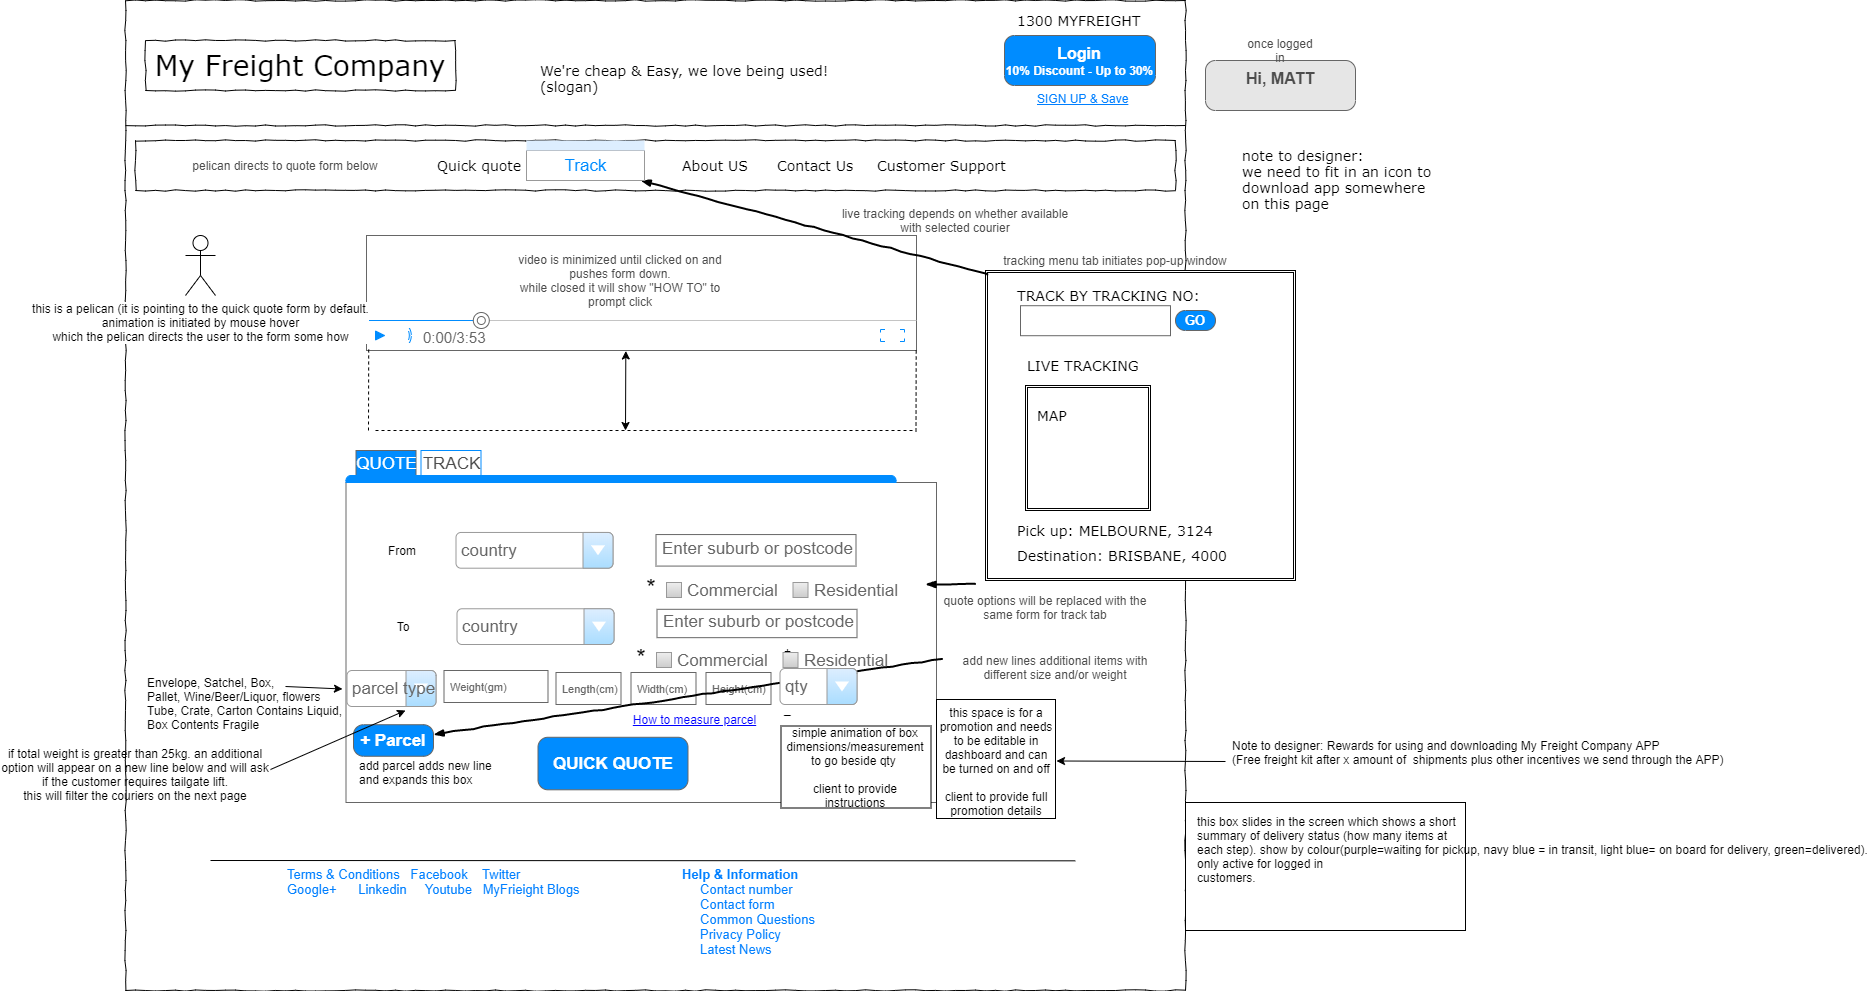 1300 MYFREIGHT
My Freight Company
We're cheap & Easy, we love being used!
(slogan)
Login
10% Discount - Up to 30%
SIGN UP & Save
once logged
in
Hi, MATT
pelican directs to quote form below
Quick quote
Track
About US
Contact Us
Customer Support
note to designer:
we need to fit in an icon to
download app somewhere
on this page
live tracking depends on whether available
with selected courier
tracking menu tab initiates pop-up window
video is minimized until clicked on and
pushes form down.
while closed it will show "HOW TO" to
prompt click
0:00/3:53
this is a pelican (it is pointing to the quick quote form by default.
animation is initiated by mouse hover
which the pelican directs the user to the form some how
TRACK BY TRACKING NO:
GO
LIVE TRACKING
MAP
Pick up: MELBOURNE, 3124
Destination: BRISBANE, 4000
QUOTE
TRACK
From
country
Enter suburb or postcode
* Commercial
Residential
quote options will be replaced with the
same form for track tab
To
country
Enter suburb or postcode
* Commercial
Residential
add new lines additional items with
different size and/or weight
Envelope, Satchel, Box,
Pallet, Wine/Beer/Liquor, flowers
Tube, Crate, Carton Contains Liquid,
Box Contents Fragile
parcel type
Weight(gm)
Length(cm)
Width(cm)
Height(cm)
qty
How to measure parcel
+ Parcel
add parcel adds new line
and expands this box
QUICK QUOTE
simple animation of box
dimensions/measurement
to go beside qty
client to provide
instructions
this space is for a
promotion and needs
to be editable in
dashboard and can
be turned on and off
client to provide full
promotion details
if total weight is greater than 25kg. an additional
option will appear on a new line below and will ask
if the customer requires tailgate lift.
this will filter the couriers on the next page
Note to designer: Rewards for using and downloading My Freight Company APP
(Free freight kit after x amount of shipments plus other incentives we send through the APP)
this box slides in the screen which shows a short
summary of delivery status (how many items at
each step). show by colour(purple=waiting for pickup, navy blue = in transit, light blue= on board for delivery, green=delivered).
only active for logged in
customers.
Terms & Conditions Facebook Twitter
Google+ Linkedin Youtube MyFrieight Blogs
Help & Information
Contact number
Contact form
Common Questions
Privacy Policy
Latest News